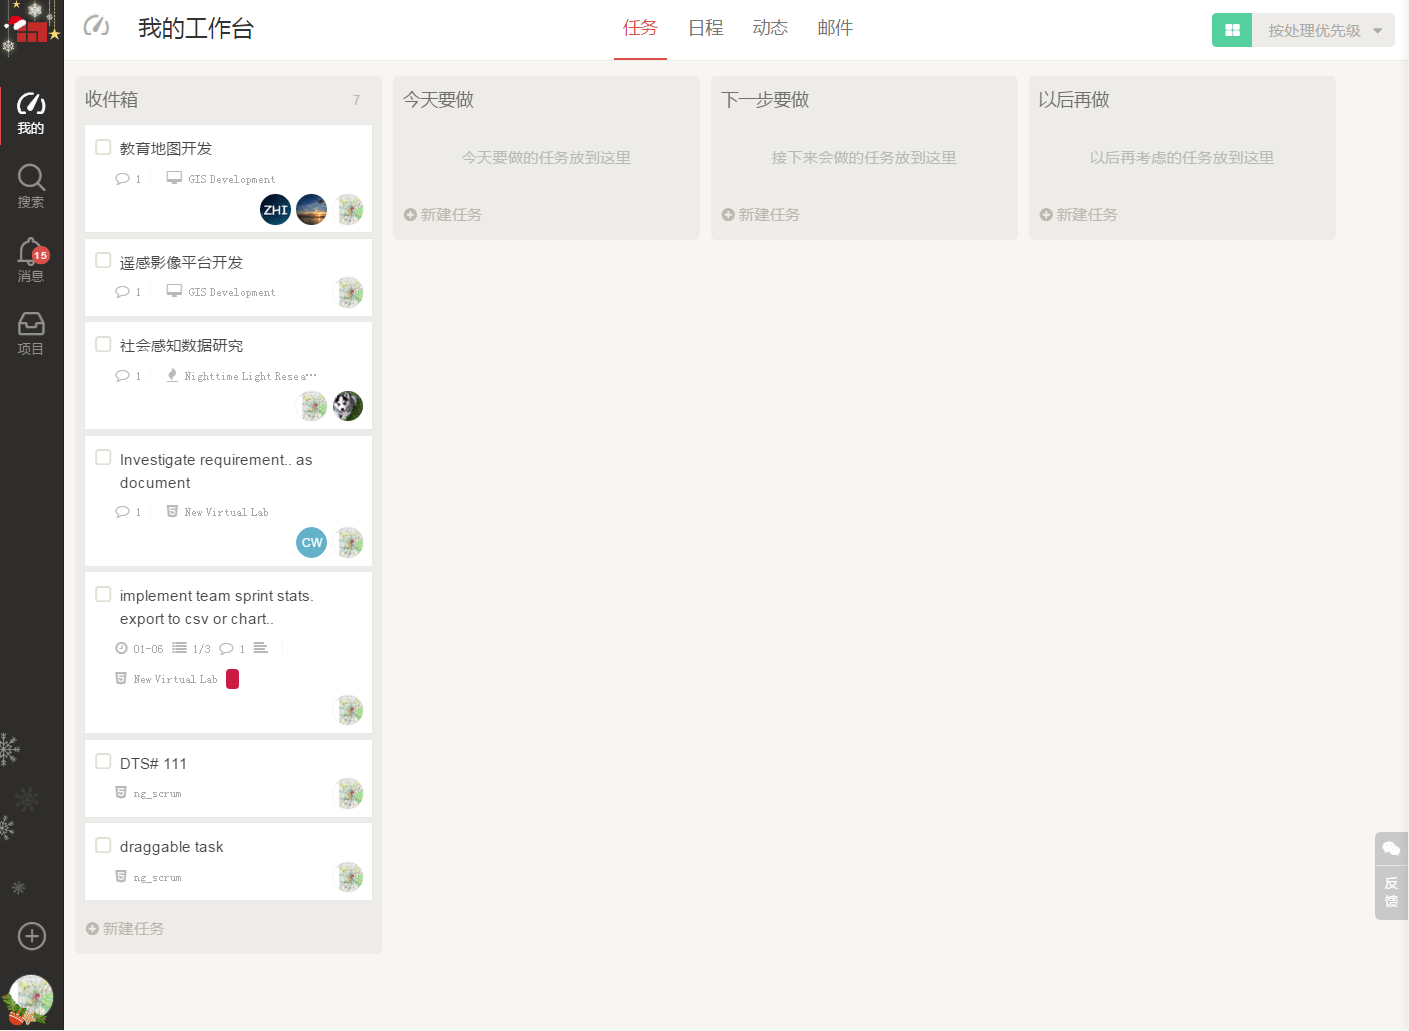 我的工作台
任务 日程 动态 邮件
按处理优先级
我的
搜索
15
消息
项目
收件箱 7
教育地图开发
1 GIS Development
ZHI
遥感影像平台开发
1 GIS Development
社会感知数据研究
1 Nighttime Light Resea…
Investigate requirement.. as
document
1 New Virtual Lab
CW
implement team sprint stats.
export to csv or chart..
01-06 1/3 1
New Virtual Lab
DTS# 111
ng_scrum
draggable task
ng_scrum
新建任务
今天要做
今天要做的任务放到这里
新建任务
下一步要做
接下来会做的任务放到这里
新建任务
以后再做
以后再考虑的任务放到这里
新建任务
反
馈